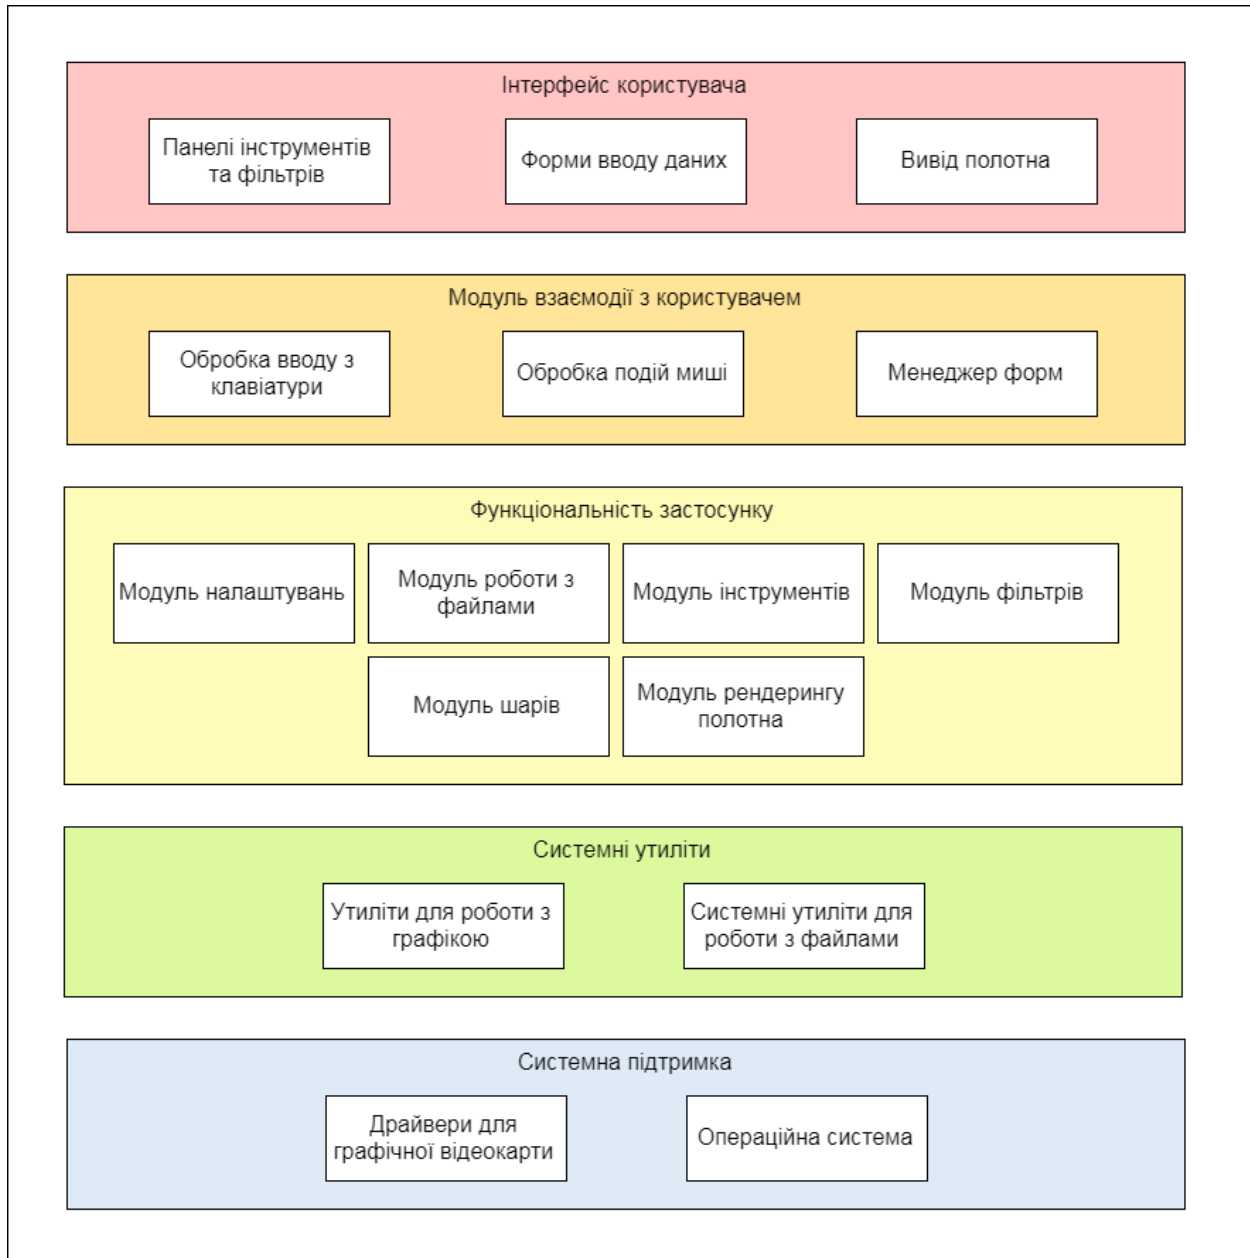 Інтерфейс користувача
Панелі інструментів
та фільтрів
Форми вводу даних
Вивід полотна
Модуль взаємодії з користувачем
Обробка вводу з
клавіатури
Обробка подій миші
Менеджер форм
Функціональність застосунку
Модуль налаштувань
Модуль роботи з
файлами
Модуль інструментів
Модуль фільтрів
Модуль шарів
Модуль рендерингу
полотна
Системні утиліти
Утиліти для роботи з
графікою
Системні утиліти для
роботи з файлами
Системна підтримка
Драйвери для
графічної відеокарти
Операційна система